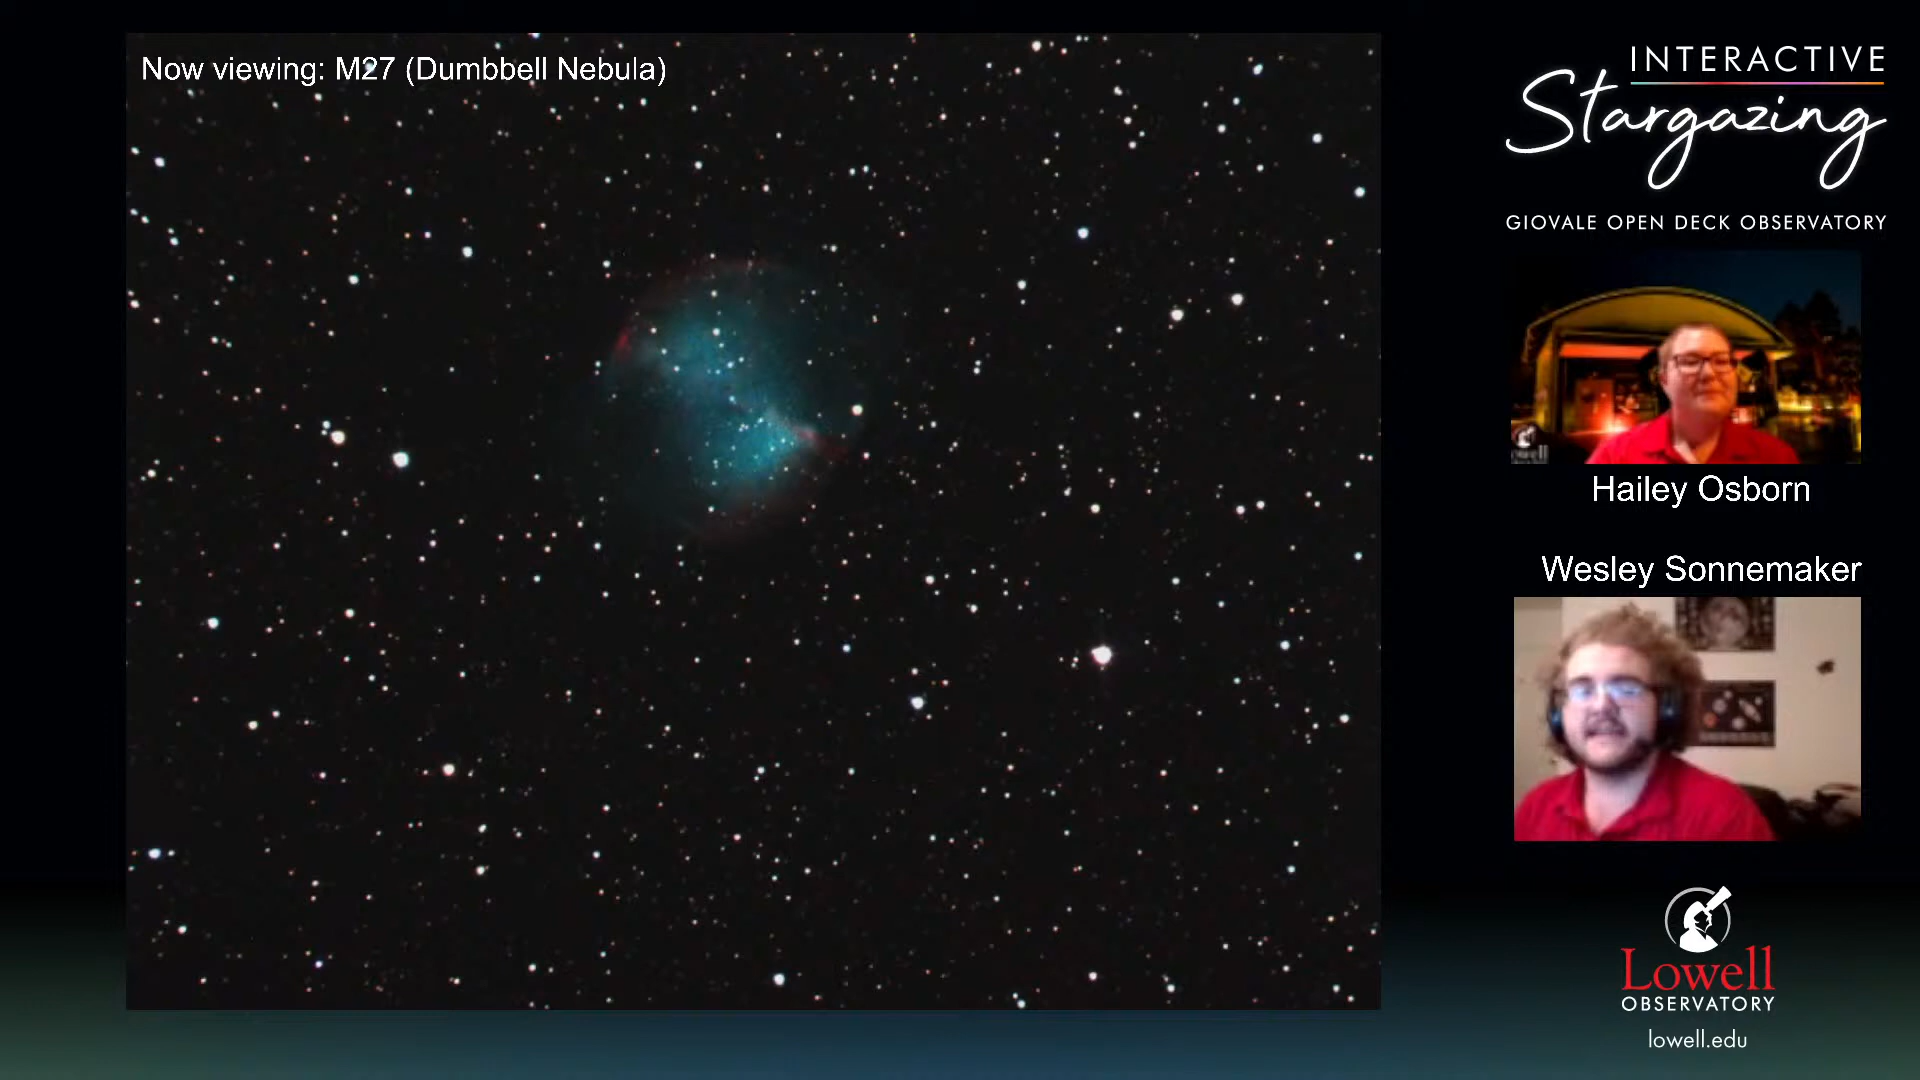 Now viewing: M27 (Dumbbell Nebula)
INTERACTIVE
Stargazing
GIOVALE OPEN DECK OBSERVATORY
Lowell
Hailey Osborn
Wesley Sonnemaker
Lowell
OBSERVATORY
lowell.edu